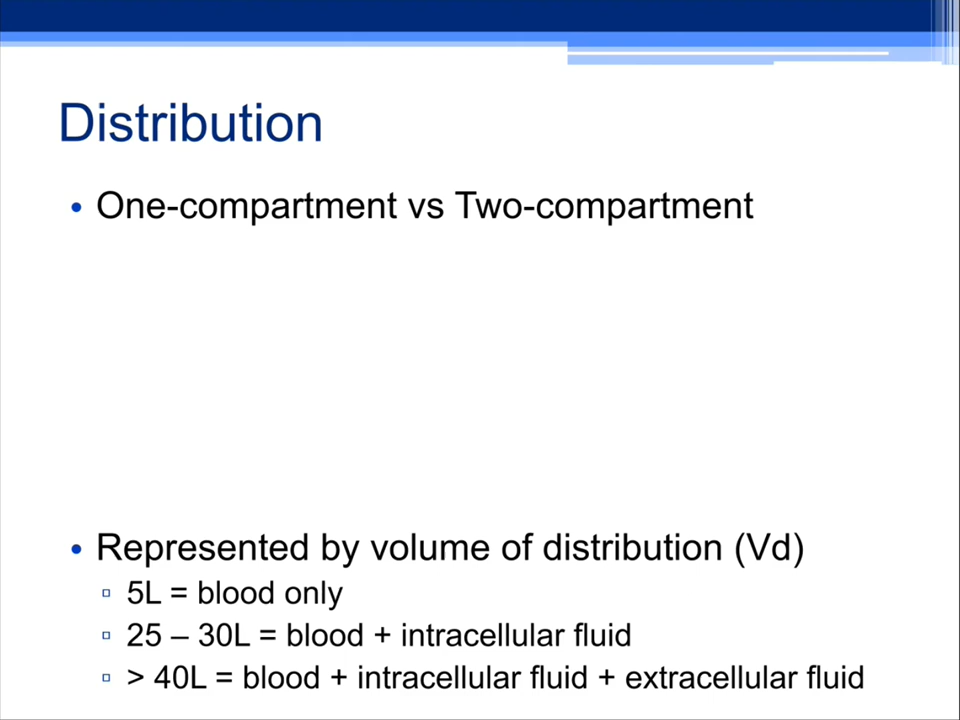 Distribution
• One-compartment vs Two-compartment
• Represented by volume of distribution (Vd)
▫ 5L = blood only
▫ 25 – 30L = blood + intracellular fluid
▫ > 40L = blood + intracellular fluid + extracellular fluid